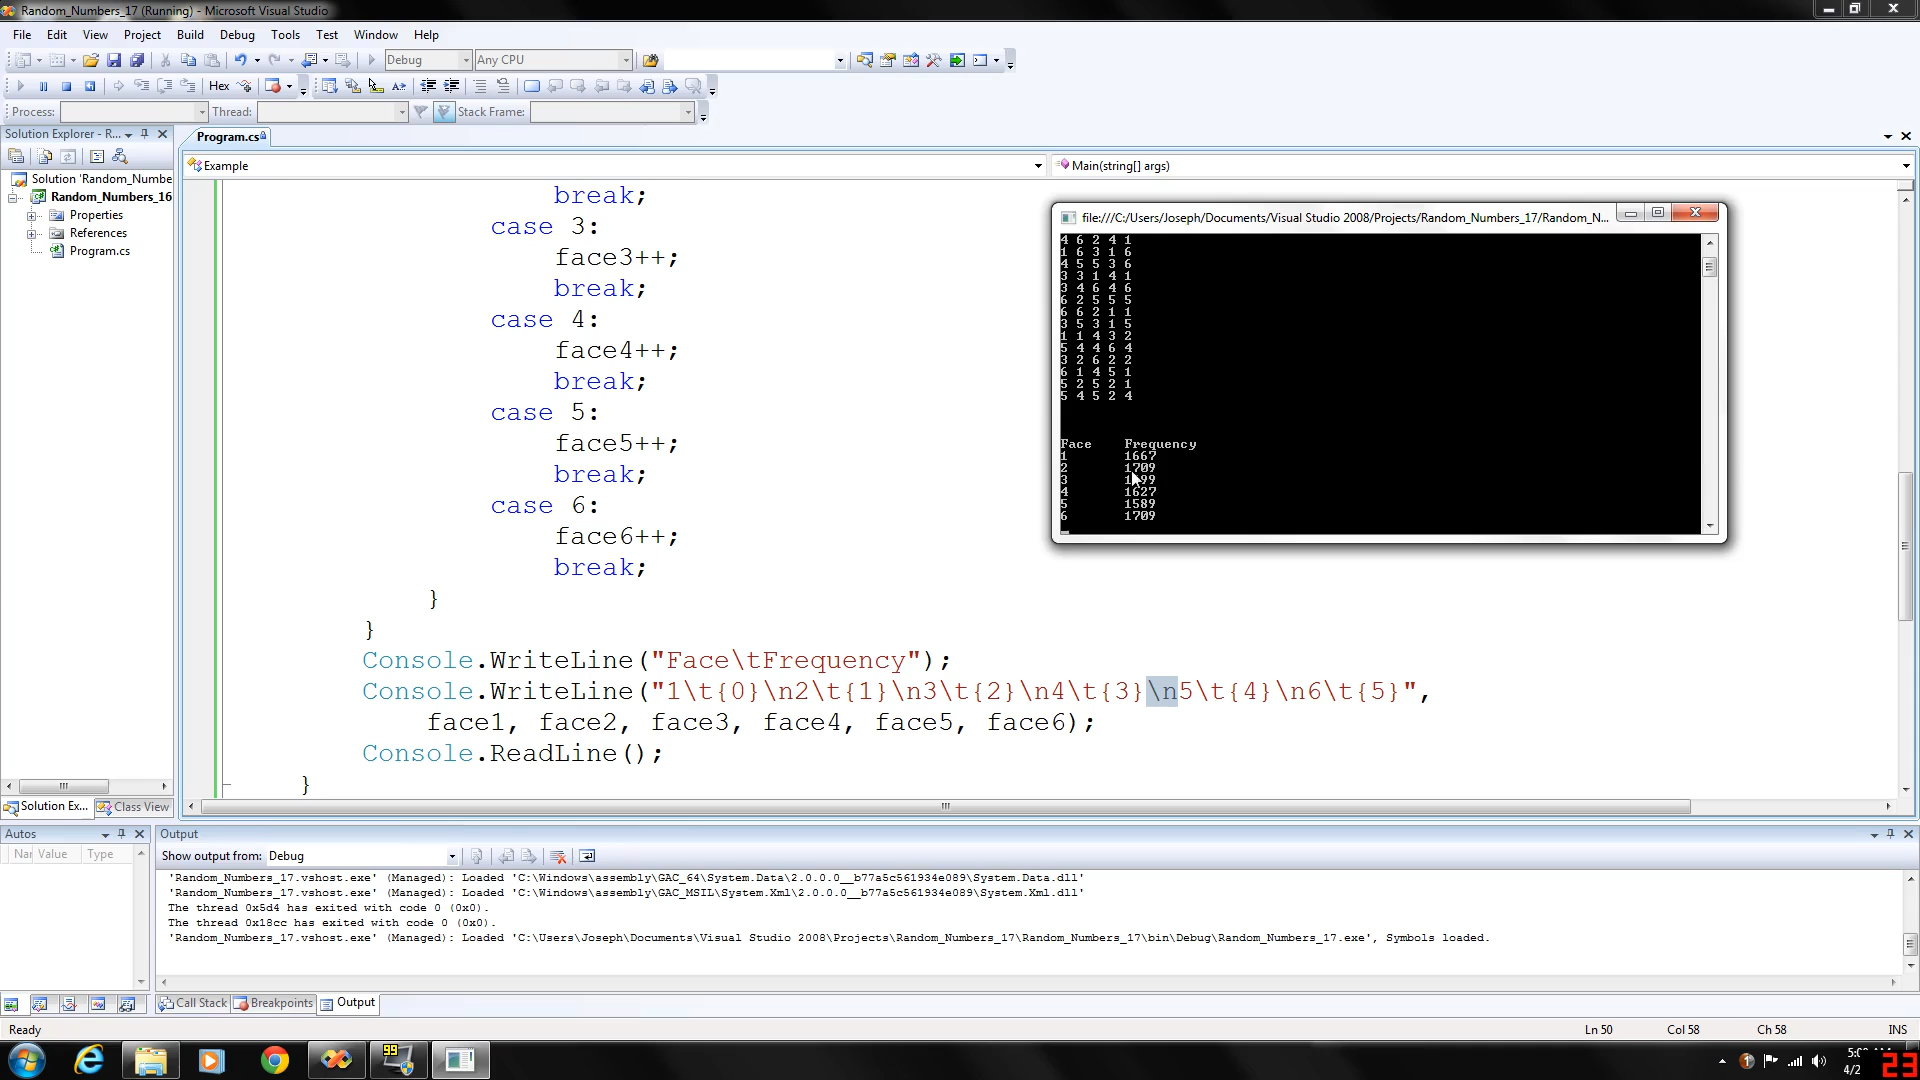 Random_Numbers_17 (Running) - Microsoft Visual Studio
File Edit View Project Build Debug Tools Test Window Help
Debug Any CPU
Hex
Process: Thread: Stack Frame:
Solution Explorer - R...
Program.cs
Example
Main(string[] args)
Solution 'Random_Numbe
Random_Numbers_16
Properties
References
Program.cs
break;
case 3:
face3++;
break;
case 4:
face4++;
break;
case 5:
face5++;
break;
case 6:
face6++;
break;
}
}
Console.WriteLine("Face\tFrequency");
Console.WriteLine("1\t{0}\n2\t{1}\n3\t{2}\n4\t{3}\n5\t{4}\n6\t{5}",
face1, face2, face3, face4, face5, face6);
Console.ReadLine();
}
file:///C:/Users/Joseph/Documents/Visual Studio 2008/Projects/Random_Numbers_17/Random_N...
4 6 2 4 1
1 6 3 1 6
4 5 5 3 6
3 3 1 4 1
3 4 6 4 6
6 2 5 5 5
6 6 2 1 1
3 5 3 1 5
1 1 4 3 2
5 4 4 6 4
3 2 6 2 2
6 1 4 5 1
5 2 5 2 1
5 4 5 2 4
Face Frequency
1 1667
2 1709
3
4 1627
5 1589
6 1709
Solution Ex... Class View
Autos
Nar Value Type
Output
Show output from: Debug
'Random_Numbers_17.vshost.exe' (Managed): Loaded 'C:\Windows\assembly\GAC_64\System.Data\2.0.0.0__b77a5c561934e089\System.Data.dll'
'Random_Numbers_17.vshost.exe' (Managed): Loaded 'C:\Windows\assembly\GAC_MSIL\System.Xml\2.0.0.0__b77a5c561934e089\System.Xml.dll'
The thread 0x5d4 has exited with code 0 (0x0).
The thread 0x18cc has exited with code 0 (0x0).
'Random_Numbers_17.vshost.exe' (Managed): Loaded 'C:\Users\Joseph\Documents\Visual Studio 2008\Projects\Random_Numbers_17\Random_Numbers_17\bin\Debug\Random_Numbers_17.exe', Symbols loaded.
Call Stack Breakpoints Output
Ready Ln 50 Col 58 Ch 58 INS
99
4/2
23